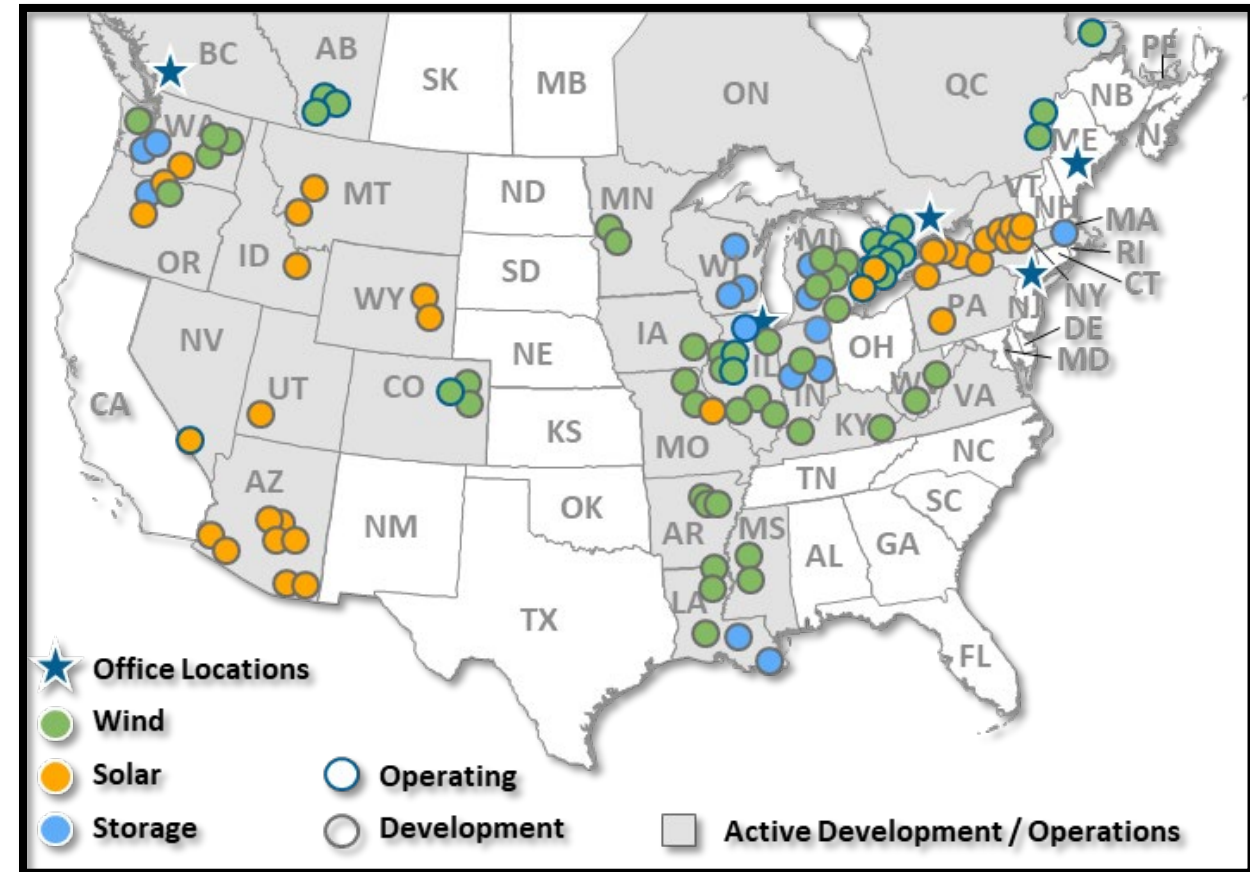 BC
AB
SK
MB
ON
QC
PE
NB
WA
ME
MT
ND
MN
VT
NH
MA
OR
ID
SD
WI
MI
RI
CT
WY
IA
PA
NJ
NY
NV
NE
OH
DE
UT
CO
IL
IN
MD
CA
KS
MO
KY
VA
AZ
NC
TN
NM
OK
AR
MS
SC
AL
GA
LA
TX
FL
Office Locations
Wind
Solar
Operating
Storage
Development
Active Development / Operations